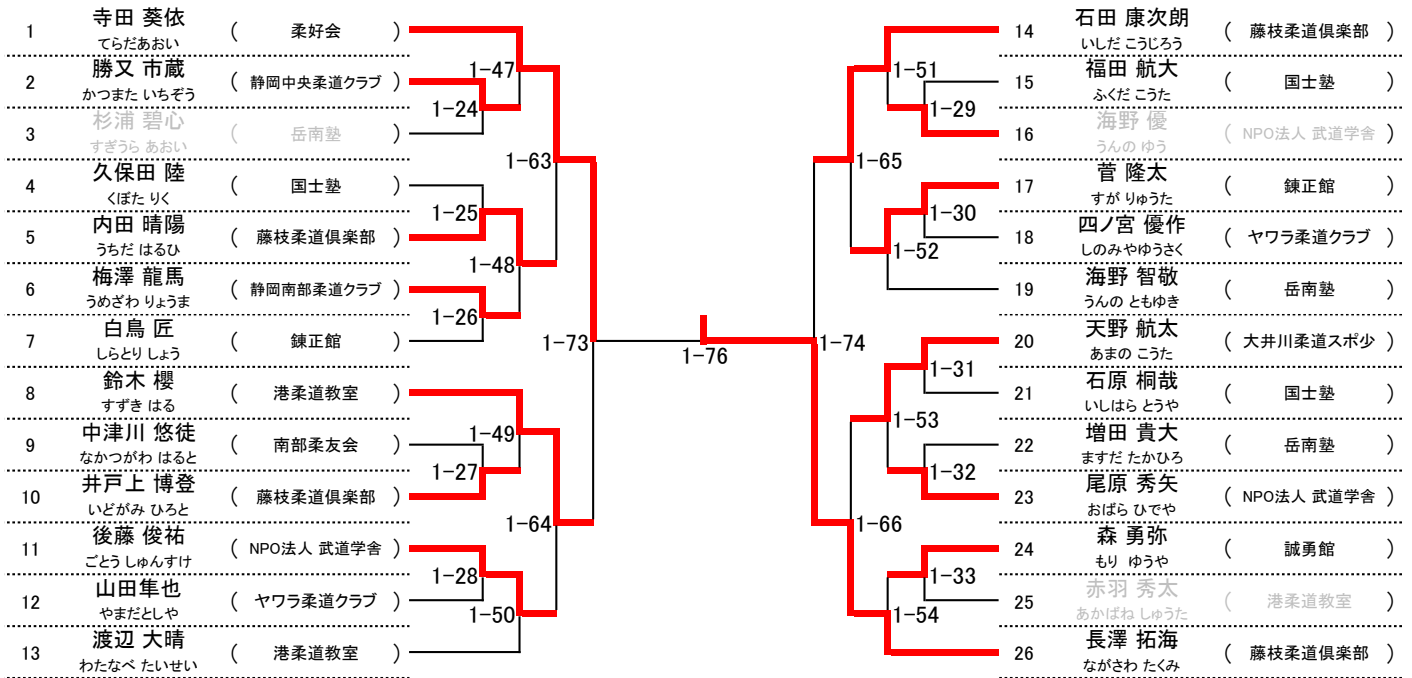 1 寺田 葵依 ( 柔好会 )
てらだあおい
2 勝又 市蔵 ( 静岡中央柔道クラブ )
かつまた いちぞう
3 杉浦 碧心 ( 岳南塾 )
すぎうら あおい
4 久保田 陸 ( 国士塾 )
くぼた りく
5 内田 晴陽 ( 藤枝柔道倶楽部 )
うちだ はるひ
6 梅澤 龍馬 ( 静岡南部柔道クラブ )
うめざわ りょうま
7 白鳥 匠 ( 錬正館 )
しらとり しょう
8 鈴木 櫻 ( 港柔道教室 )
すずき はる
9 中津川 悠徒 ( 南部柔友会 )
なかつがわ はると
10 井戸上 博登 ( 藤枝柔道倶楽部 )
いどがみ ひろと
11 後藤 俊祐 ( NPO法人 武道学舎 )
ごとう しゅんすけ
12 山田隼也 ( ヤワラ柔道クラブ )
やまだとしや
13 渡辺 大晴 ( 港柔道教室 )
わたなべ たいせい
1-47
1-24
1-63
1-25
1-48
1-26
1-73
1-49
1-27
1-64
1-28
1-50
1-76
1-51
1-29
1-65
1-30
1-52
1-74
1-31
1-53
1-32
1-66
1-33
1-54
14 石田 康次朗 ( 藤枝柔道倶楽部 )
いしだ こうじろう
15 福田 航大 ( 国士塾 )
ふくだ こうた
16 海野 優 ( NPO法人 武道学舎 )
うんの ゆう
17 菅 隆太 ( 錬正館 )
すが りゅうた
18 四ノ宮 優作 ( ヤワラ柔道クラブ )
しのみやゆうさく
19 海野 智敬 ( 岳南塾 )
うんの ともゆき
20 天野 航太 ( 大井川柔道スポ少 )
あまの こうた
21 石原 桐哉 ( 国士塾 )
いしはら とうや
22 増田 貴大 ( 岳南塾 )
ますだ たかひろ
23 尾原 秀矢 ( NPO法人 武道学舎 )
おばら ひでや
24 森 勇弥 ( 誠勇館 )
もり ゆうや
25 赤羽 秀太 ( 港柔道教室 )
あかばね しゅうた
26 長澤 拓海 ( 藤枝柔道倶楽部 )
ながさわ たくみ